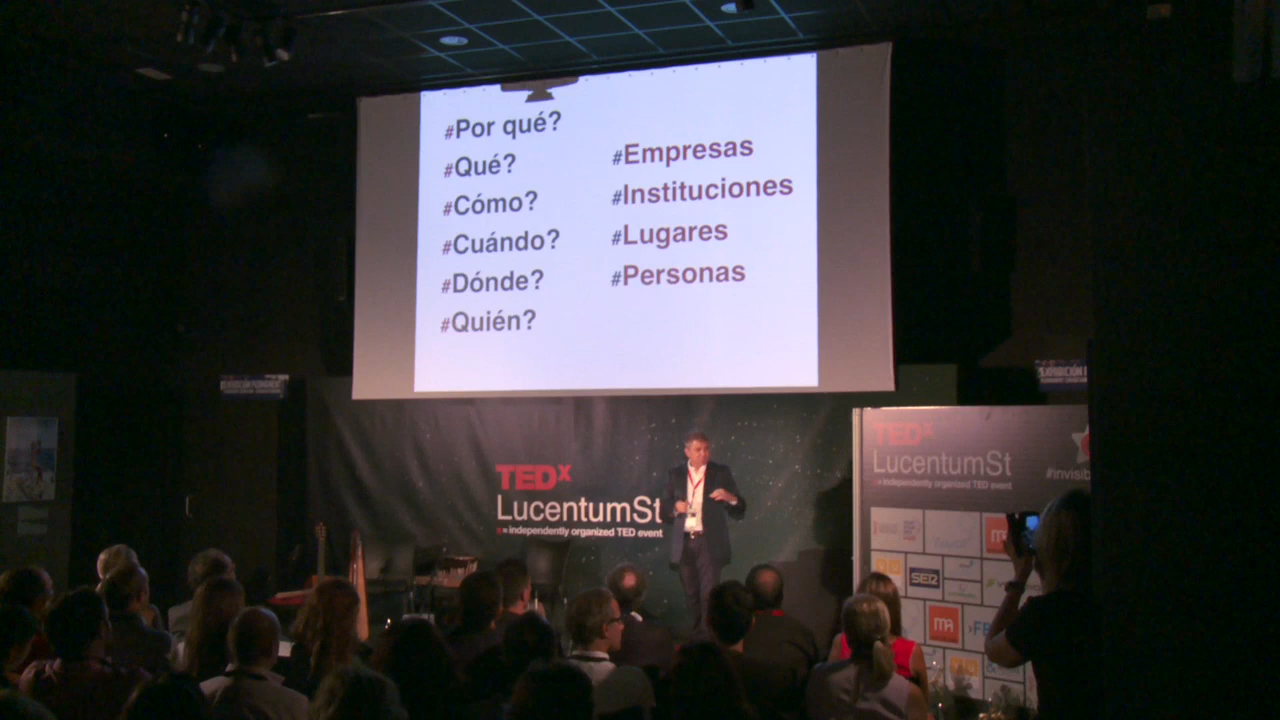 #Por qué?
#Qué?
#Cómo?
#Cuándo?
#Dónde?
#Quién?
#Empresas
#Instituciones
#Lugares
#Personas
TEDx
LucentumSt
x = independently organized TED event
TEDx
LucentumSt
x = independently organized TED event
#invisib
SER